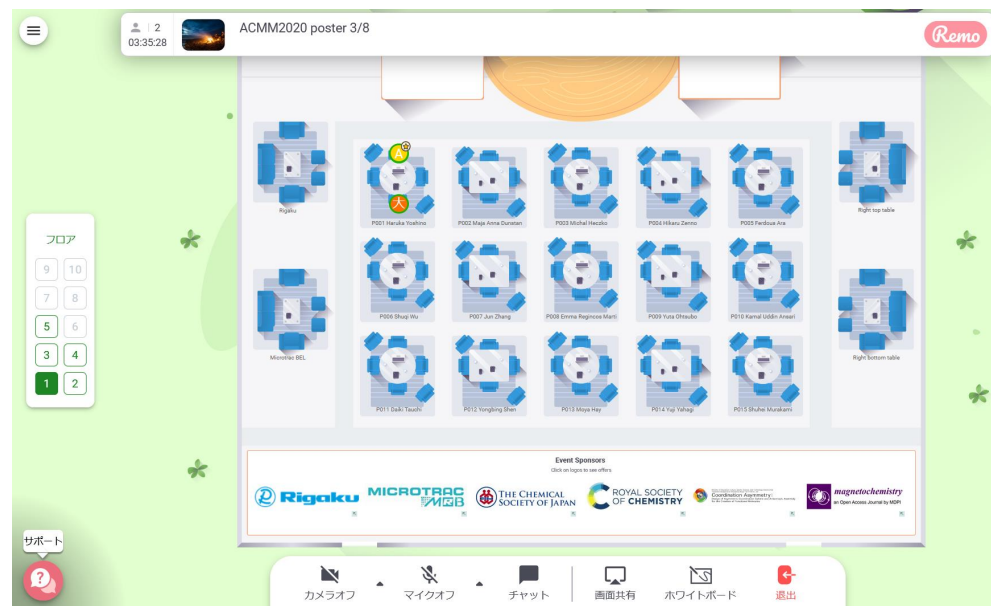 2
03:35:28
ACMM2020 poster 3/8
Remo
Rigaku
A
大
P001 Haruka Yoshino
P002 Maja Anna Dunstan
P003 Michal Heczko
P004 Hikaru Zenno
P005 Ferdous Ara
Right top table
フロア
9 10
7 8
5 6
3 4
1 2
Microtrac BEL
P006 Shuqi Wu
P007 Jun Zhang
P008 Emma Regincos Marti
P009 Yuta Ohtsubo
P010 Kamal Uddin Ansari
Right bottom table
P011 Daiki Tauchi
P012 Yongbing Shen
P013 Moya Hay
P014 Yuji Yahagi
P015 Shuhei Murakami
Event Sponsors
Click on logos to see offers
Rigaku
MICROTRAC
MRB
THE CHEMICAL
SOCIETY OF JAPAN
ROYAL SOCIETY
OF CHEMISTRY
Coordination Asymmetry
magnetochemistry
an Open Access Journal by MDPI
サポート
カメラオフ
マイクオフ
チャット
画面共有
ホワイトボード
退出